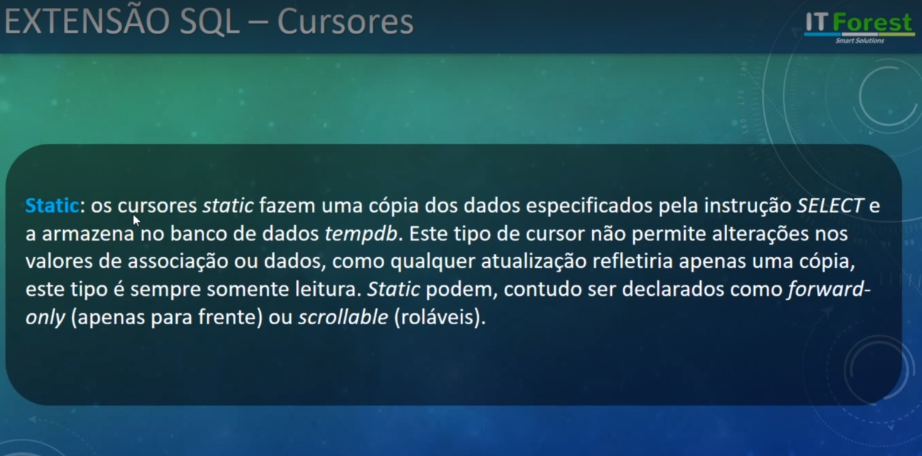 EXTENSÃO SQL – Cursores
ITForest
Smart Solutions
Static: os cursores static fazem uma cópia dos dados especificados pela instrução SELECT e
a armazena no banco de dados tempdb. Este tipo de cursor não permite alterações nos
valores de associação ou dados, como qualquer atualização refletiria apenas uma cópia,
este tipo é sempre somente leitura. Static podem, contudo ser declarados como forward-
only (apenas para frente) ou scrollable (roláveis).